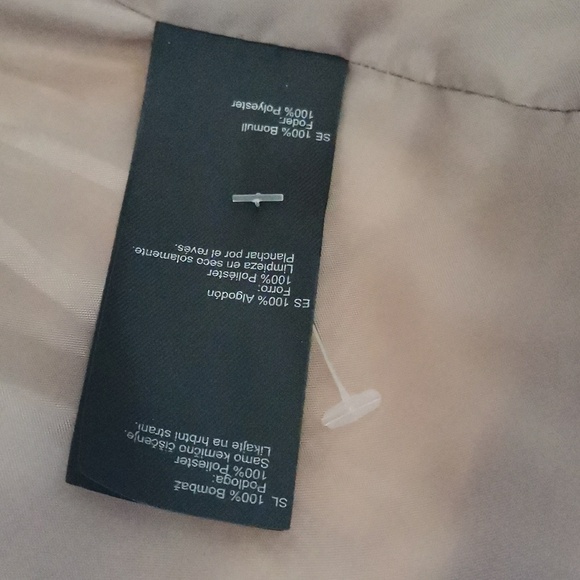 SL 100% Bombaž
Podloga:
100% Poliester
Samo kemično čiščenje.
Likajte na hrbtni strani.
ES 100% Algodón
Forro:
100% Poliéster
Limpieza en seco solamente.
Planchar por el revés.
SE 100% Bomull
Foder:
100% Polyester